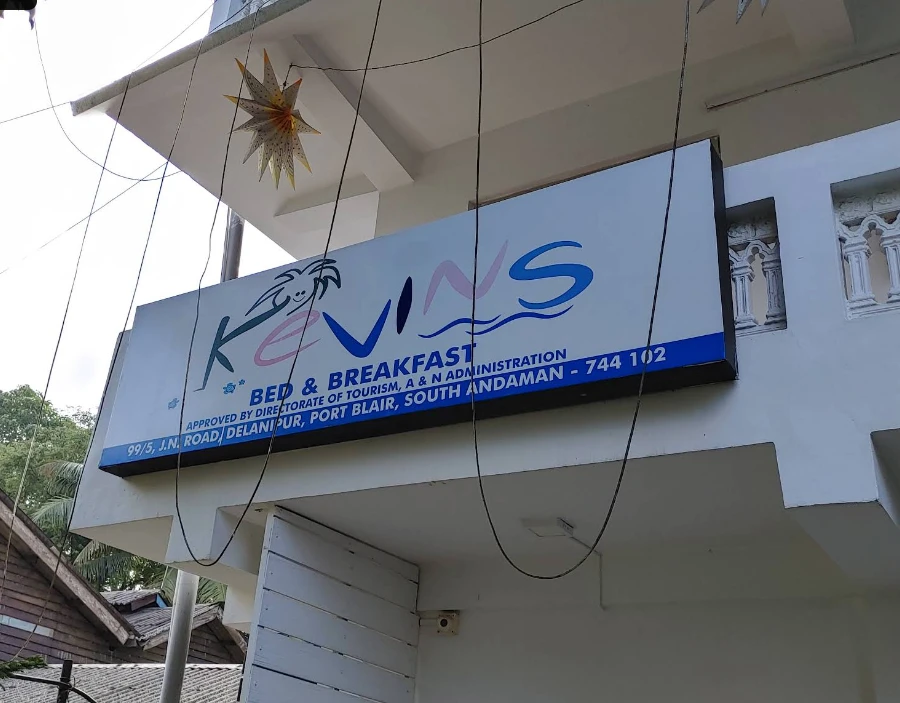 KeVINS
BED & BREAKFAST
APPROVED BY DIRECTORATE OF TOURISM, A & N ADMINISTRATION
99/5, J.N. ROAD, DELANIPUR, PORT BLAIR, SOUTH ANDAMAN - 744 102